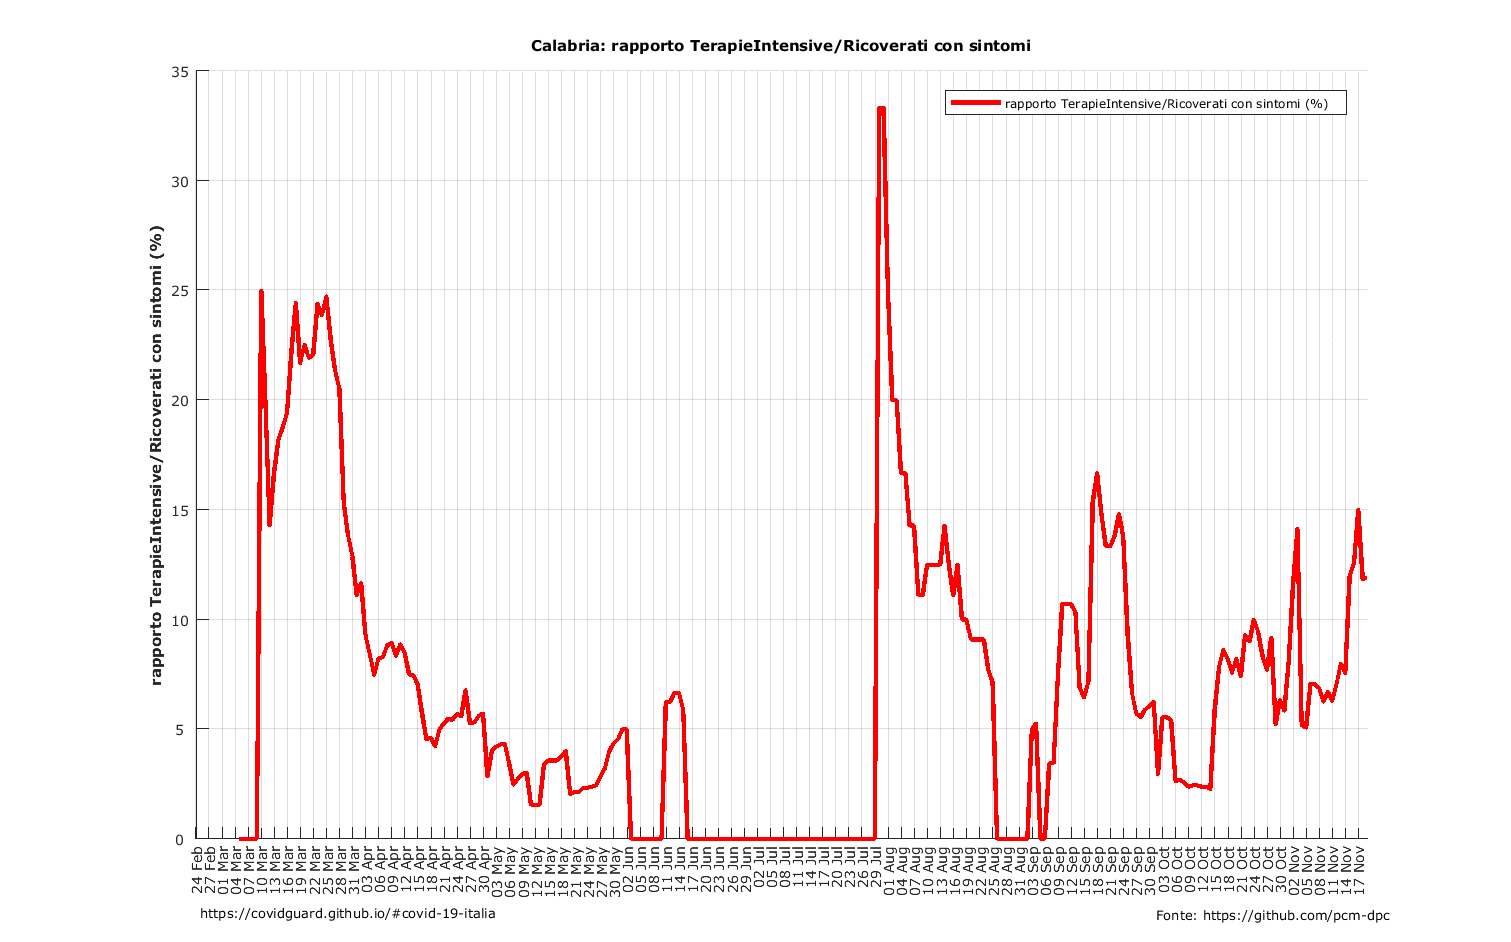 Calabria: rapporto TerapieIntensive/Ricoverati con sintomi
rapporto TerapieIntensive/Ricoverati con sintomi (%)
rapporto TerapieIntensive/Ricoverati con sintomi (%)
35
30
25
20
15
10
5
0
24 Feb
27 Feb
01 Mar
04 Mar
07 Mar
10 Mar
13 Mar
16 Mar
19 Mar
22 Mar
25 Mar
28 Mar
31 Mar
03 Apr
06 Apr
09 Apr
12 Apr
15 Apr
18 Apr
21 Apr
24 Apr
27 Apr
30 Apr
03 May
06 May
09 May
12 May
15 May
18 May
21 May
24 May
27 May
30 May
02 Jun
05 Jun
08 Jun
11 Jun
14 Jun
17 Jun
20 Jun
23 Jun
26 Jun
29 Jun
02 Jul
05 Jul
08 Jul
11 Jul
14 Jul
17 Jul
20 Jul
23 Jul
26 Jul
29 Jul
01 Aug
04 Aug
07 Aug
10 Aug
13 Aug
16 Aug
19 Aug
22 Aug
25 Aug
28 Aug
31 Aug
03 Sep
06 Sep
09 Sep
12 Sep
15 Sep
18 Sep
21 Sep
24 Sep
27 Sep
30 Sep
03 Oct
06 Oct
09 Oct
12 Oct
15 Oct
18 Oct
21 Oct
24 Oct
27 Oct
30 Oct
02 Nov
05 Nov
08 Nov
11 Nov
14 Nov
17 Nov
https://covidguard.github.io/#covid-19-italia
Fonte: https://github.com/pcm-dpc